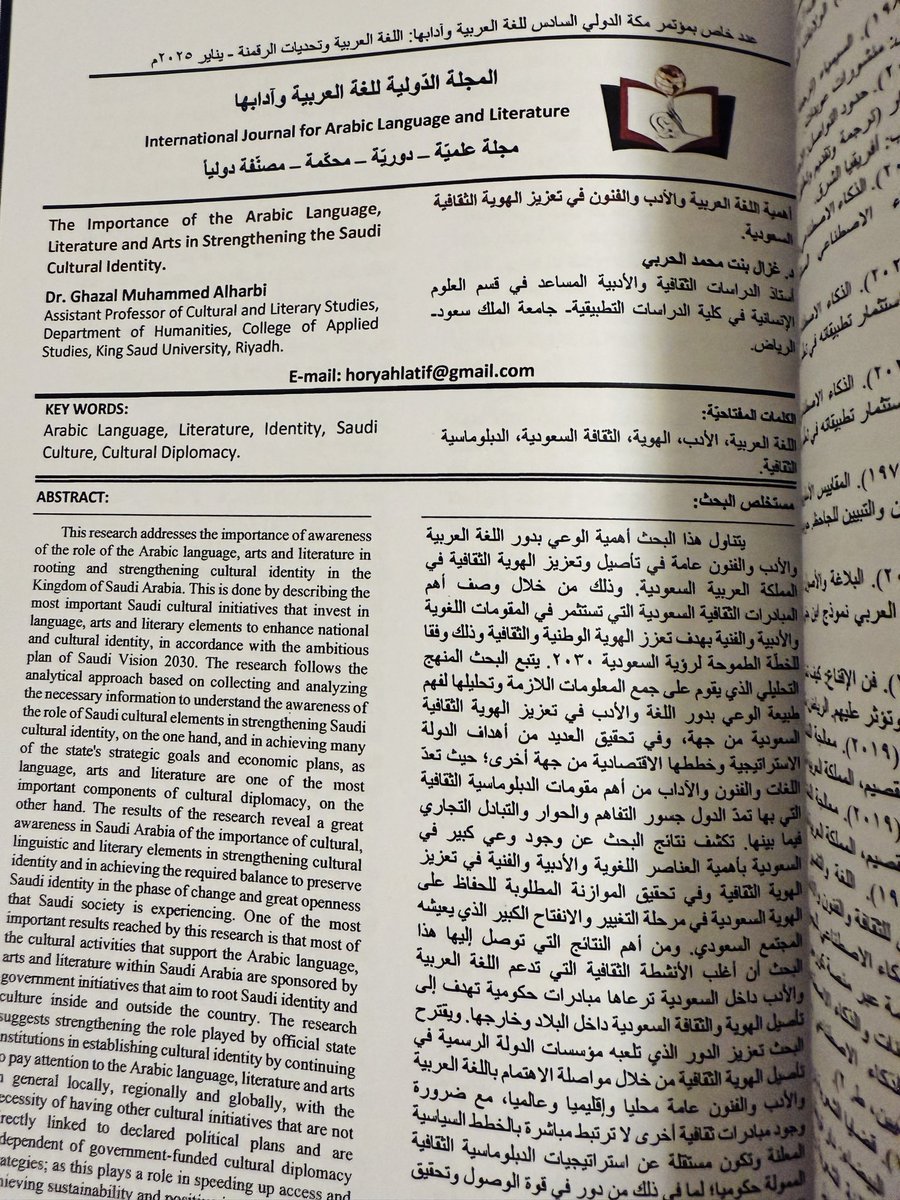 عدد خاص بمؤتمر مكة الدولي السادس للغة العربية وآدابها: اللغة العربية وتحديات الرقمنة - يناير ٢٠٢٥م
المجلة الدّولية للغة العربية وآدابها
International Journal for Arabic Language and Literature
مجلة علميّة – دوريّة – محكّمة – مصنّفة دولياً
The Importance of the Arabic Language,
Literature and Arts in Strengthening the Saudi
Cultural Identity.
Dr. Ghazal Muhammed Alharbi
Assistant Professor of Cultural and Literary Studies,
Department of Humanities, College of Applied
Studies, King Saud University, Riyadh.
أهمية اللغة العربية والأدب والفنون في تعزيز الهوية الثقافية
السعودية.
د. غزال بنت محمد الحربي
أستاذ الدراسات الثقافية والأدبية المساعد في قسم العلوم
الإنسانية في كلية الدراسات التطبيقية- جامعة الملك سعود-
الرياض.
E-mail: horyahlatif@gmail.com
KEY WORDS:
Arabic Language, Literature, Identity, Saudi
Culture, Cultural Diplomacy.
الكلمات المفتاحيّة:
اللغة العربية، الأدب، الهوية، الثقافة السعودية، الدبلوماسية
الثقافية.
ABSTRACT:
This research addresses the importance of awareness
of the role of the Arabic language, arts and literature in
rooting and strengthening cultural identity in the
Kingdom of Saudi Arabia. This is done by describing the
most important Saudi cultural initiatives that invest in
language, arts and literary elements to enhance national
and cultural identity, in accordance with the ambitious
plan of Saudi Vision 2030. The research follows the
analytical approach based on collecting and analyzing
the necessary information to understand the awareness of
the role of Saudi cultural elements in strengthening Saudi
cultural identity, on the one hand, and in achieving many
of the state's strategic goals and economic plans, as
language, arts and literature are one of the most
important components of cultural diplomacy, on the
other hand. The results of the research reveal a great
awareness in Saudi Arabia of the importance of cultural,
linguistic and literary elements in strengthening cultural
identity and in achieving the required balance to preserve
Saudi identity in the phase of change and great openness
that Saudi society is experiencing. One of the most
important results reached by this research is that most of
the cultural activities that support the Arabic language,
arts and literature within Saudi Arabia are sponsored by
government initiatives that aim to root Saudi identity and
culture inside and outside the country. The research
suggests strengthening the role played by official state
institutions in establishing cultural identity by continuing
to pay attention to the Arabic language, literature and arts
in general locally, regionally and globally, with the
necessity of having other cultural initiatives that are not
directly linked to declared political plans and are
independent of government-funded cultural diplomacy
strategies; as this plays a role in speeding up access and
achieving sustainability and
مستخلص البحث:
يتناول هذا البحث أهمية الوعي بدور اللغة العربية
والأدب والفنون عامة في تأصيل وتعزيز الهوية الثقافية في
المملكة العربية السعودية. وذلك من خلال وصف أهم
المبادرات الثقافية السعودية التي تستثمر في المقومات اللغوية
والأدبية والفنية بهدف تعزز الهوية الوطنية والثقافية وذلك وفقا
للخطّة الطموحة لرؤية السعودية ٢٠٣٠. يتبع البحث المنهج
التحليلي الذي يقوم على جمع المعلومات اللازمة وتحليلها لفهم
طبيعة الوعي بدور اللغة والأدب في تعزيز الهوية الثقافية
السعودية من جهة، وفي تحقيق العديد من أهداف الدولة
الاستراتيجية وخططها الاقتصادية من جهة أخرى؛ حيث تعدّ
اللغات والفنون والآداب من أهم مقومات الدبلوماسية الثقافية
التي بها تمدّ الدول جسور التفاهم والحوار والتبادل التجاري
فيما بينها. تكشف نتائج البحث عن وجود وعي كبير في
السعودية بأهمية العناصر اللغوية والأدبية والفنية في تعزيز
الهوية الثقافية وفي تحقيق الموازنة المطلوبة للحفاظ على
الهوية السعودية في مرحلة التغيير والانفتاح الكبير الذي يعيشه
المجتمع السعودي. ومن أهم النتائج التي توصل إليها هذا
البحث أن أغلب الأنشطة الثقافية التي تدعم اللغة العربية
والأدب داخل السعودية ترعاها مبادرات حكومية تهدف إلى
تأصيل الهوية والثقافة السعودية داخل البلاد وخارجها. ويقترح
البحث تعزيز الدور الذي تلعبه مؤسسات الدولة الرسمية في
تأصيل الهوية الثقافية من خلال مواصلة الاهتمام باللغة العربية
والأدب والفنون عامة محليا وإقليميا وعالميا، مع ضرورة
وجود مبادرات ثقافية أخرى لا ترتبط مباشرة بالخطط السياسية
المعلنة وتكون مستقلة عن استراتيجيات الدبلوماسية الثقافية
الممولة حكوميا؛ لما في ذلك من دور في قوة الوصول وتحقيق